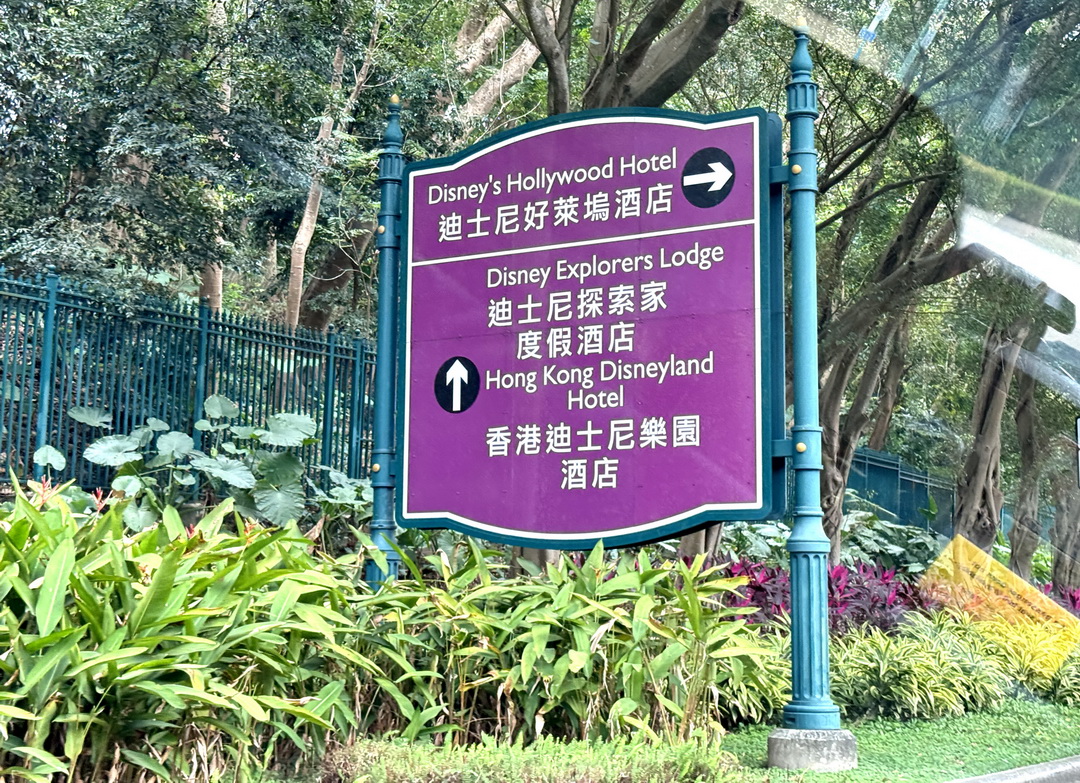 Disney's Hollywood Hotel
迪士尼好萊塢酒店
Disney Explorers Lodge
迪士尼探索家
度假酒店
Hong Kong Disneyland
Hotel
香港迪士尼樂園
酒店